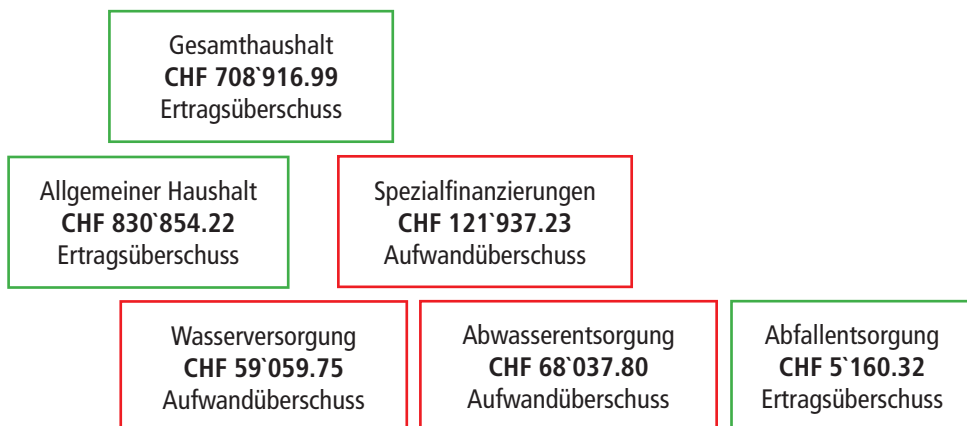 Gesamthaushalt
CHF 708`916.99
Ertragsüberschuss
Allgemeiner Haushalt
CHF 830`854.22
Ertragsüberschuss
Spezialfinanzierungen
CHF 121`937.23
Aufwandüberschuss
Wasserversorgung
CHF 59`059.75
Aufwandüberschuss
Abwasserentsorgung
CHF 68`037.80
Aufwandüberschuss
Abfallentsorgung
CHF 5`160.32
Ertragsüberschuss